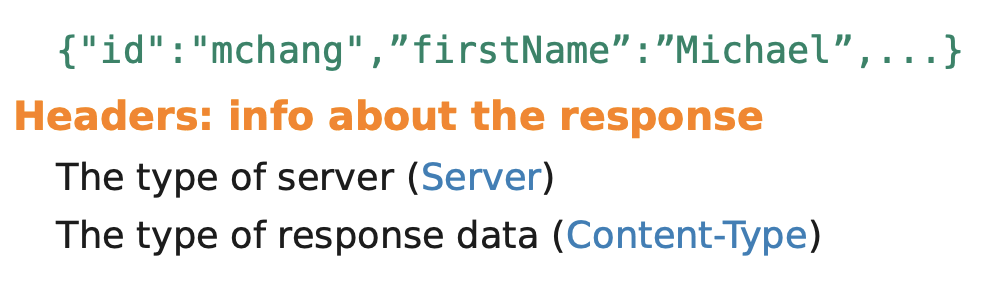 {"id":"mchang",”firstName”:”Michael”,...}
Headers: info about the response
The type of server (Server)
The type of response data (Content-Type)